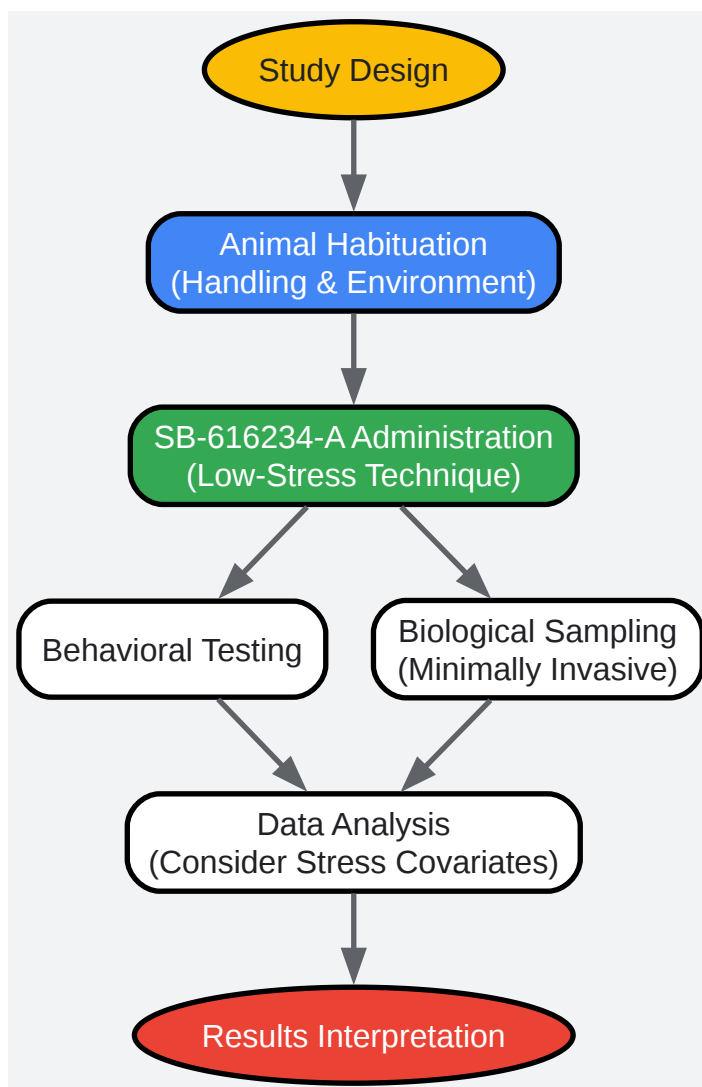 Study Design
Animal Habituation
(Handling & Environment)
SB-616234-A Administration
(Low-Stress Technique)
Behavioral Testing
Biological Sampling
(Minimally Invasive)
Data Analysis
(Consider Stress Covariates)
Results Interpretation